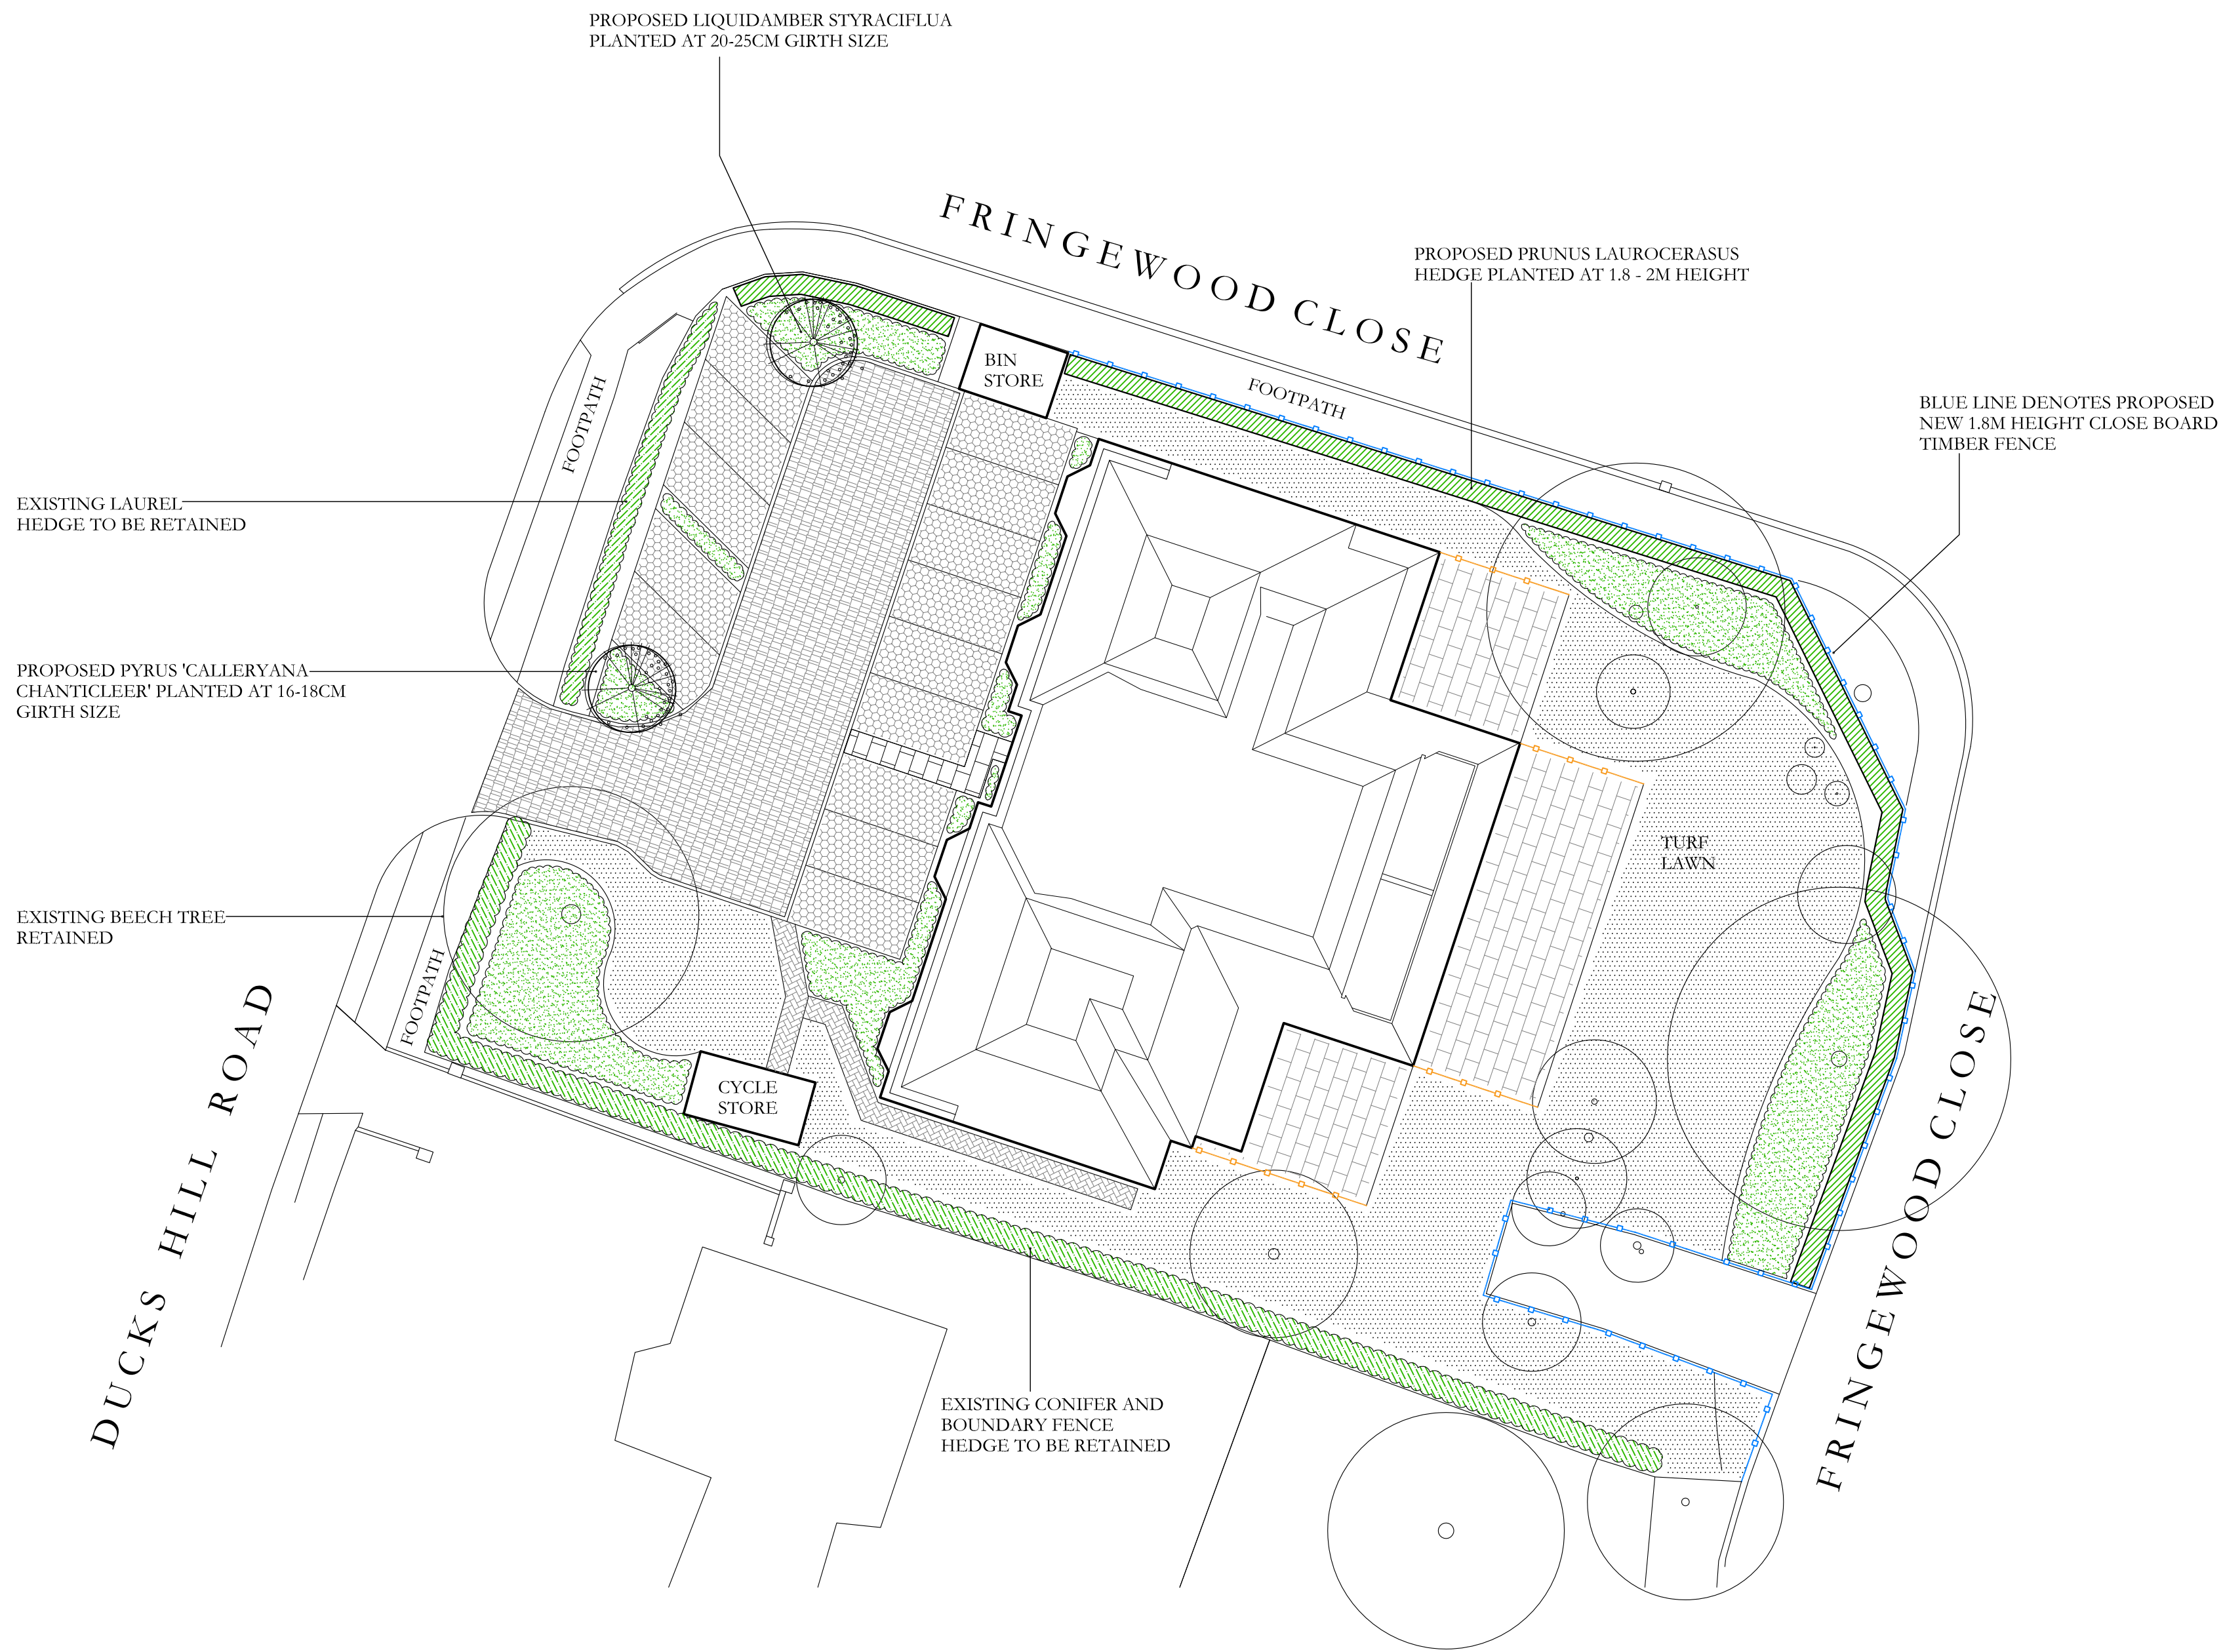 PROPOSED LIQUIDAMBER STYRACIFLUA
PLANTED AT 20-25CM GIRTH SIZE
FRINGEWOOD CLOSE
PROPOSED PRUNUS LAUROCERASUS
HEDGE PLANTED AT 1.8 - 2M HEIGHT
BIN
STORE
FOOTPATH
FOOTPATH
BLUE LINE DENOTES PROPOSED
NEW 1.8M HEIGHT CLOSE BOARD
TIMBER FENCE
EXISTING LAUREL
HEDGE TO BE RETAINED
PROPOSED PYRUS 'CALLERYANA
CHANTICLEER' PLANTED AT 16-18CM
GIRTH SIZE
TURF
LAWN
EXISTING BEECH TREE
RETAINED
FOOTPATH
CYCLE
STORE
DUCKS HILL ROAD
FRINGEWOOD CLOSE
EXISTING CONIFER AND
BOUNDARY FENCE
HEDGE TO BE RETAINED